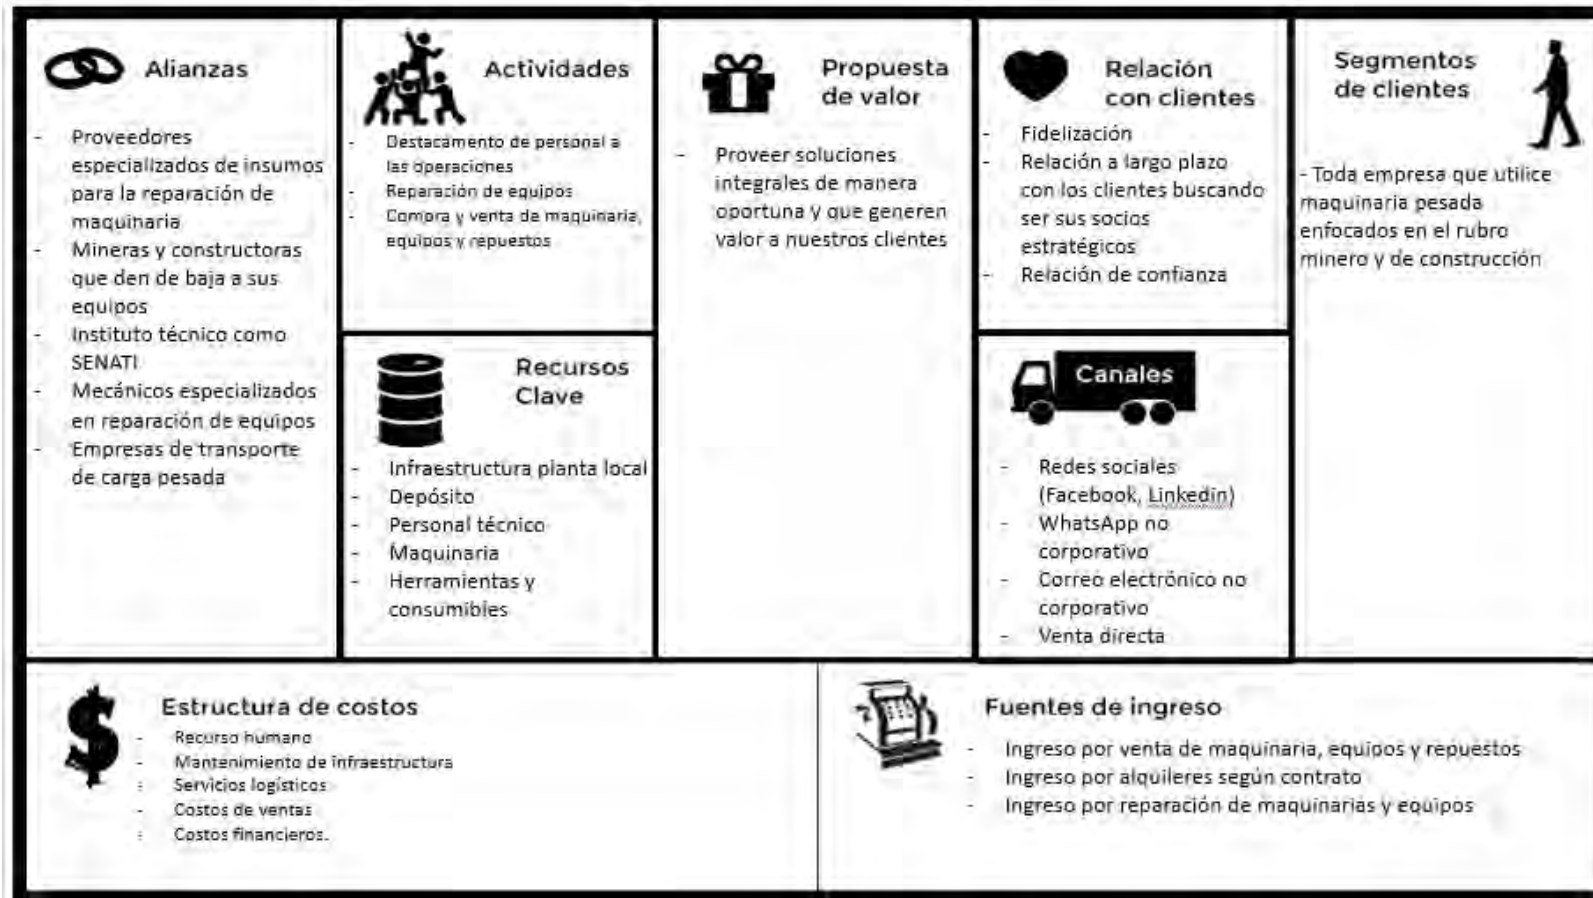 Alianzas
- Proveedores
especializados de insumos
para la reparación de
maquinaria
- Mineras y constructoras
que den de baja a sus
equipos
- Instituto técnico como
SENATI
- Mecánicos especializados
en reparación de equipos
- Empresas de transporte
de carga pesada
Actividades
- Destacamento de personal a
las operaciones
- Reparación de equipos
- Compra y venta de maquinaria,
equipos y repuestos
Recursos
Clave
- Infraestructura planta local
- Depósito
- Personal técnico
- Maquinaria
- Herramientas y
consumibles
Propuesta
de valor
- Proveer soluciones
integrales de manera
oportuna y que generen
valor a nuestros clientes
Relación
con clientes
- Fidelización
- Relación a largo plazo
con los clientes buscando
ser sus socios
estratégicos
- Relación de confianza
Canales
- Redes sociales
(Facebook, Linkedin)
- WhatsApp no
corporativo
- Correo electrónico no
corporativo
- Venta directa
Segmentos
de clientes
- Toda empresa que utilice
maquinaria pesada
enfocados en el rubro
minero y de construcción
Estructura de costos
- Recurso humano
- Mantenimiento de infraestructura
- Servicios logísticos
- Costos de ventas
- Costos financieros.
Fuentes de ingreso
- Ingreso por venta de maquinaria, equipos y repuestos
- Ingreso por alquileres según contrato
- Ingreso por reparación de maquinarias y equipos